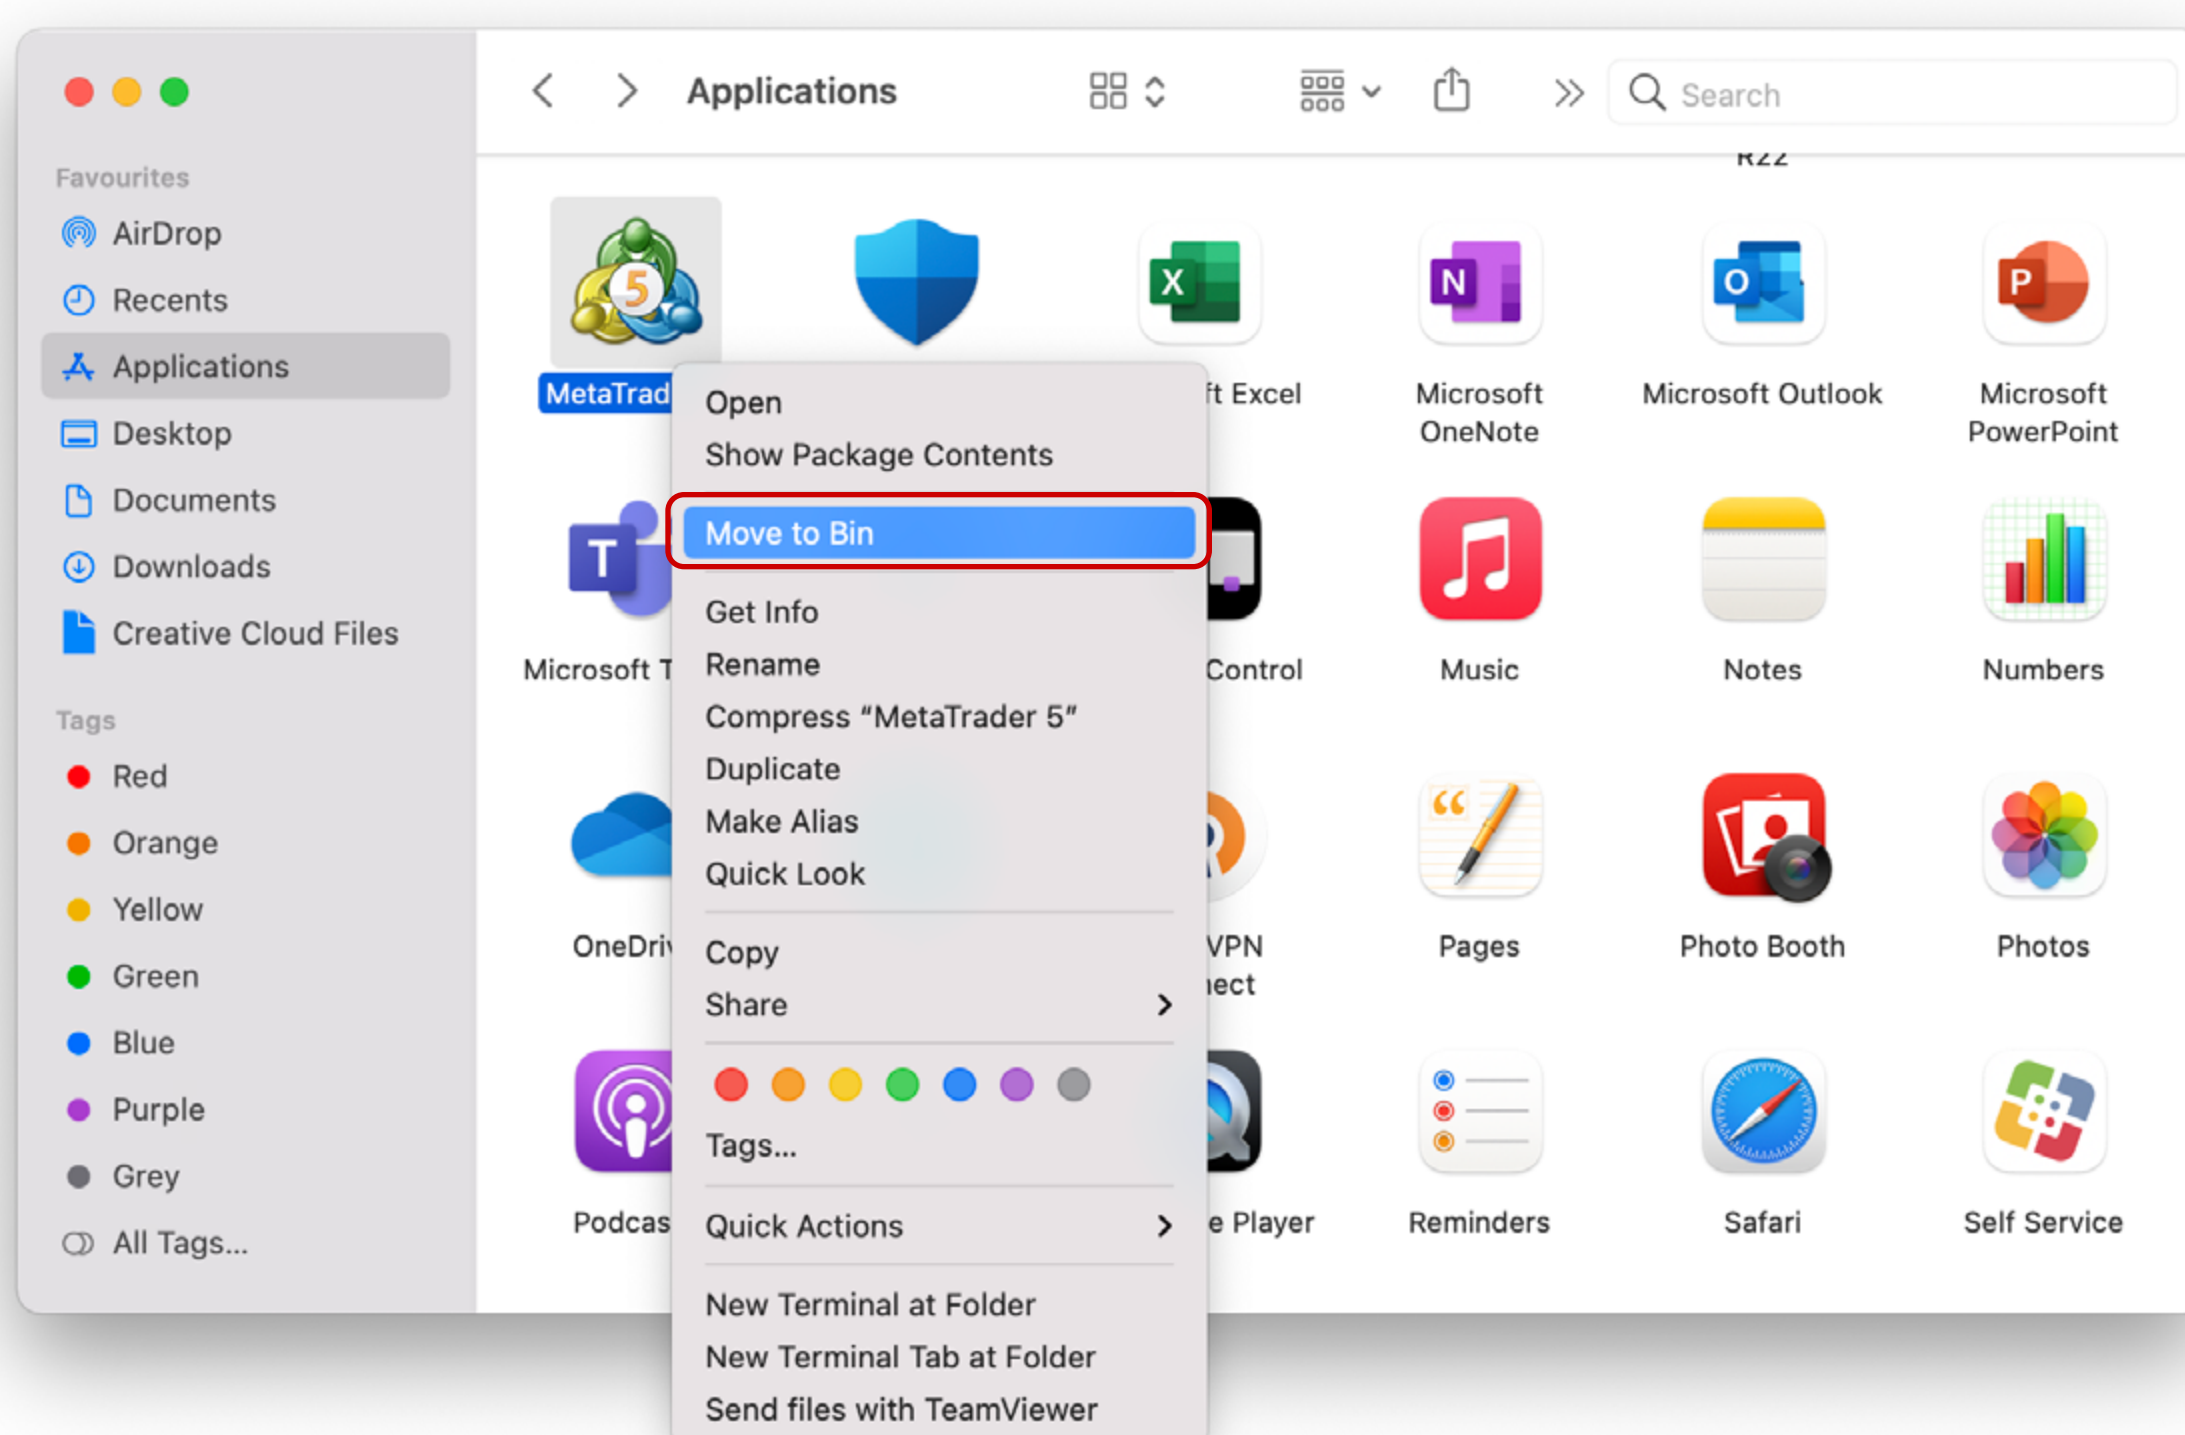 Applications
Search
Favourites
AirDrop
Recents
Applications
Desktop
Documents
Downloads
Creative Cloud Files
Tags
Red
Orange
Yellow
Green
Blue
Purple
Grey
All Tags...
R22
5
X
N
O
P
MetaTrad
ft Excel
Microsoft
OneNote
Microsoft Outlook
Microsoft
PowerPoint
T
Microsoft T
Control
Music
Notes
Numbers
OneDriv
VPN
nect
Pages
Photo Booth
Photos
Podcas
e Player
Reminders
Safari
Self Service
Open
Show Package Contents
Move to Bin
Get Info
Rename
Compress “MetaTrader 5”
Duplicate
Make Alias
Quick Look
Copy
Share
Tags...
Quick Actions
New Terminal at Folder
New Terminal Tab at Folder
Send files with TeamViewer